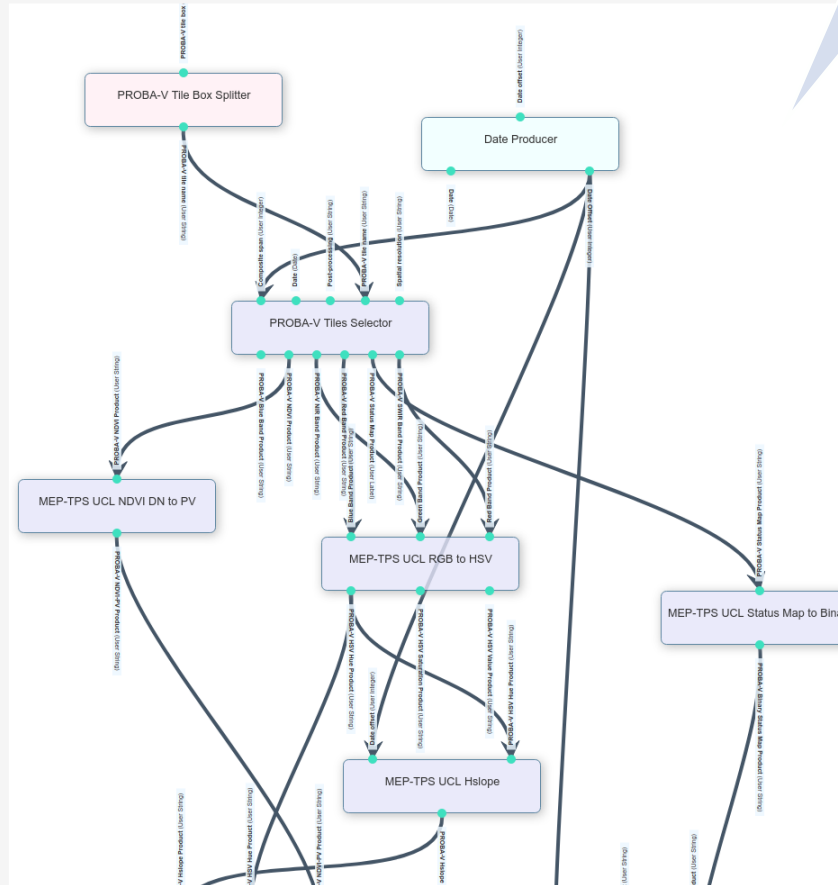 PROBA-V tile box
PROBA-V Tile Box Splitter
PROBA-V tile name (User String)
Date offset (User Integer)
Date Producer
Date (Date)
Date Offset (User Integer)
Composite span (User Integer)
Date (Date)
Post-processing (User String)
PROBA-V tile name (User String)
Spatial resolution (User String)
PROBA-V Tiles Selector
PROBA-V Blue Band Product (User String)
PROBA-V NDVI Product (User String)
PROBA-V NIR Band Product (User String)
PROBA-V Red Band Product (User String)
PROBA-V Status Map Product (User Label)
PROBA-V SWIR Band Product (User String)
PROBA-V NDVI Product (User String)
MEP-TPS UCL NDVI DN to PV
PROBA-V NDVI-PV Product (User String)
Blue Band Product (User String)
Green Band Product (User String)
Red Band Product (User String)
MEP-TPS UCL RGB to HSV
PROBA-V HSV Hue Product (User String)
PROBA-V HSV Saturation Product (User String)
PROBA-V HSV Value Product (User String)
PROBA-V Status Map Product (User String)
MEP-TPS UCL Status Map to Bina
PROBA-V Binary Status Map Product (User String)
Date offset (User Integer)
PROBA-V HSV Hue Product (User String)
MEP-TPS UCL Hslope
PROBA-V Hslope
-V Hslope Product (User String)
HSV Hue Product (User String)
-V NDVI-PV Product (User String)
(User String)
duct (User String)